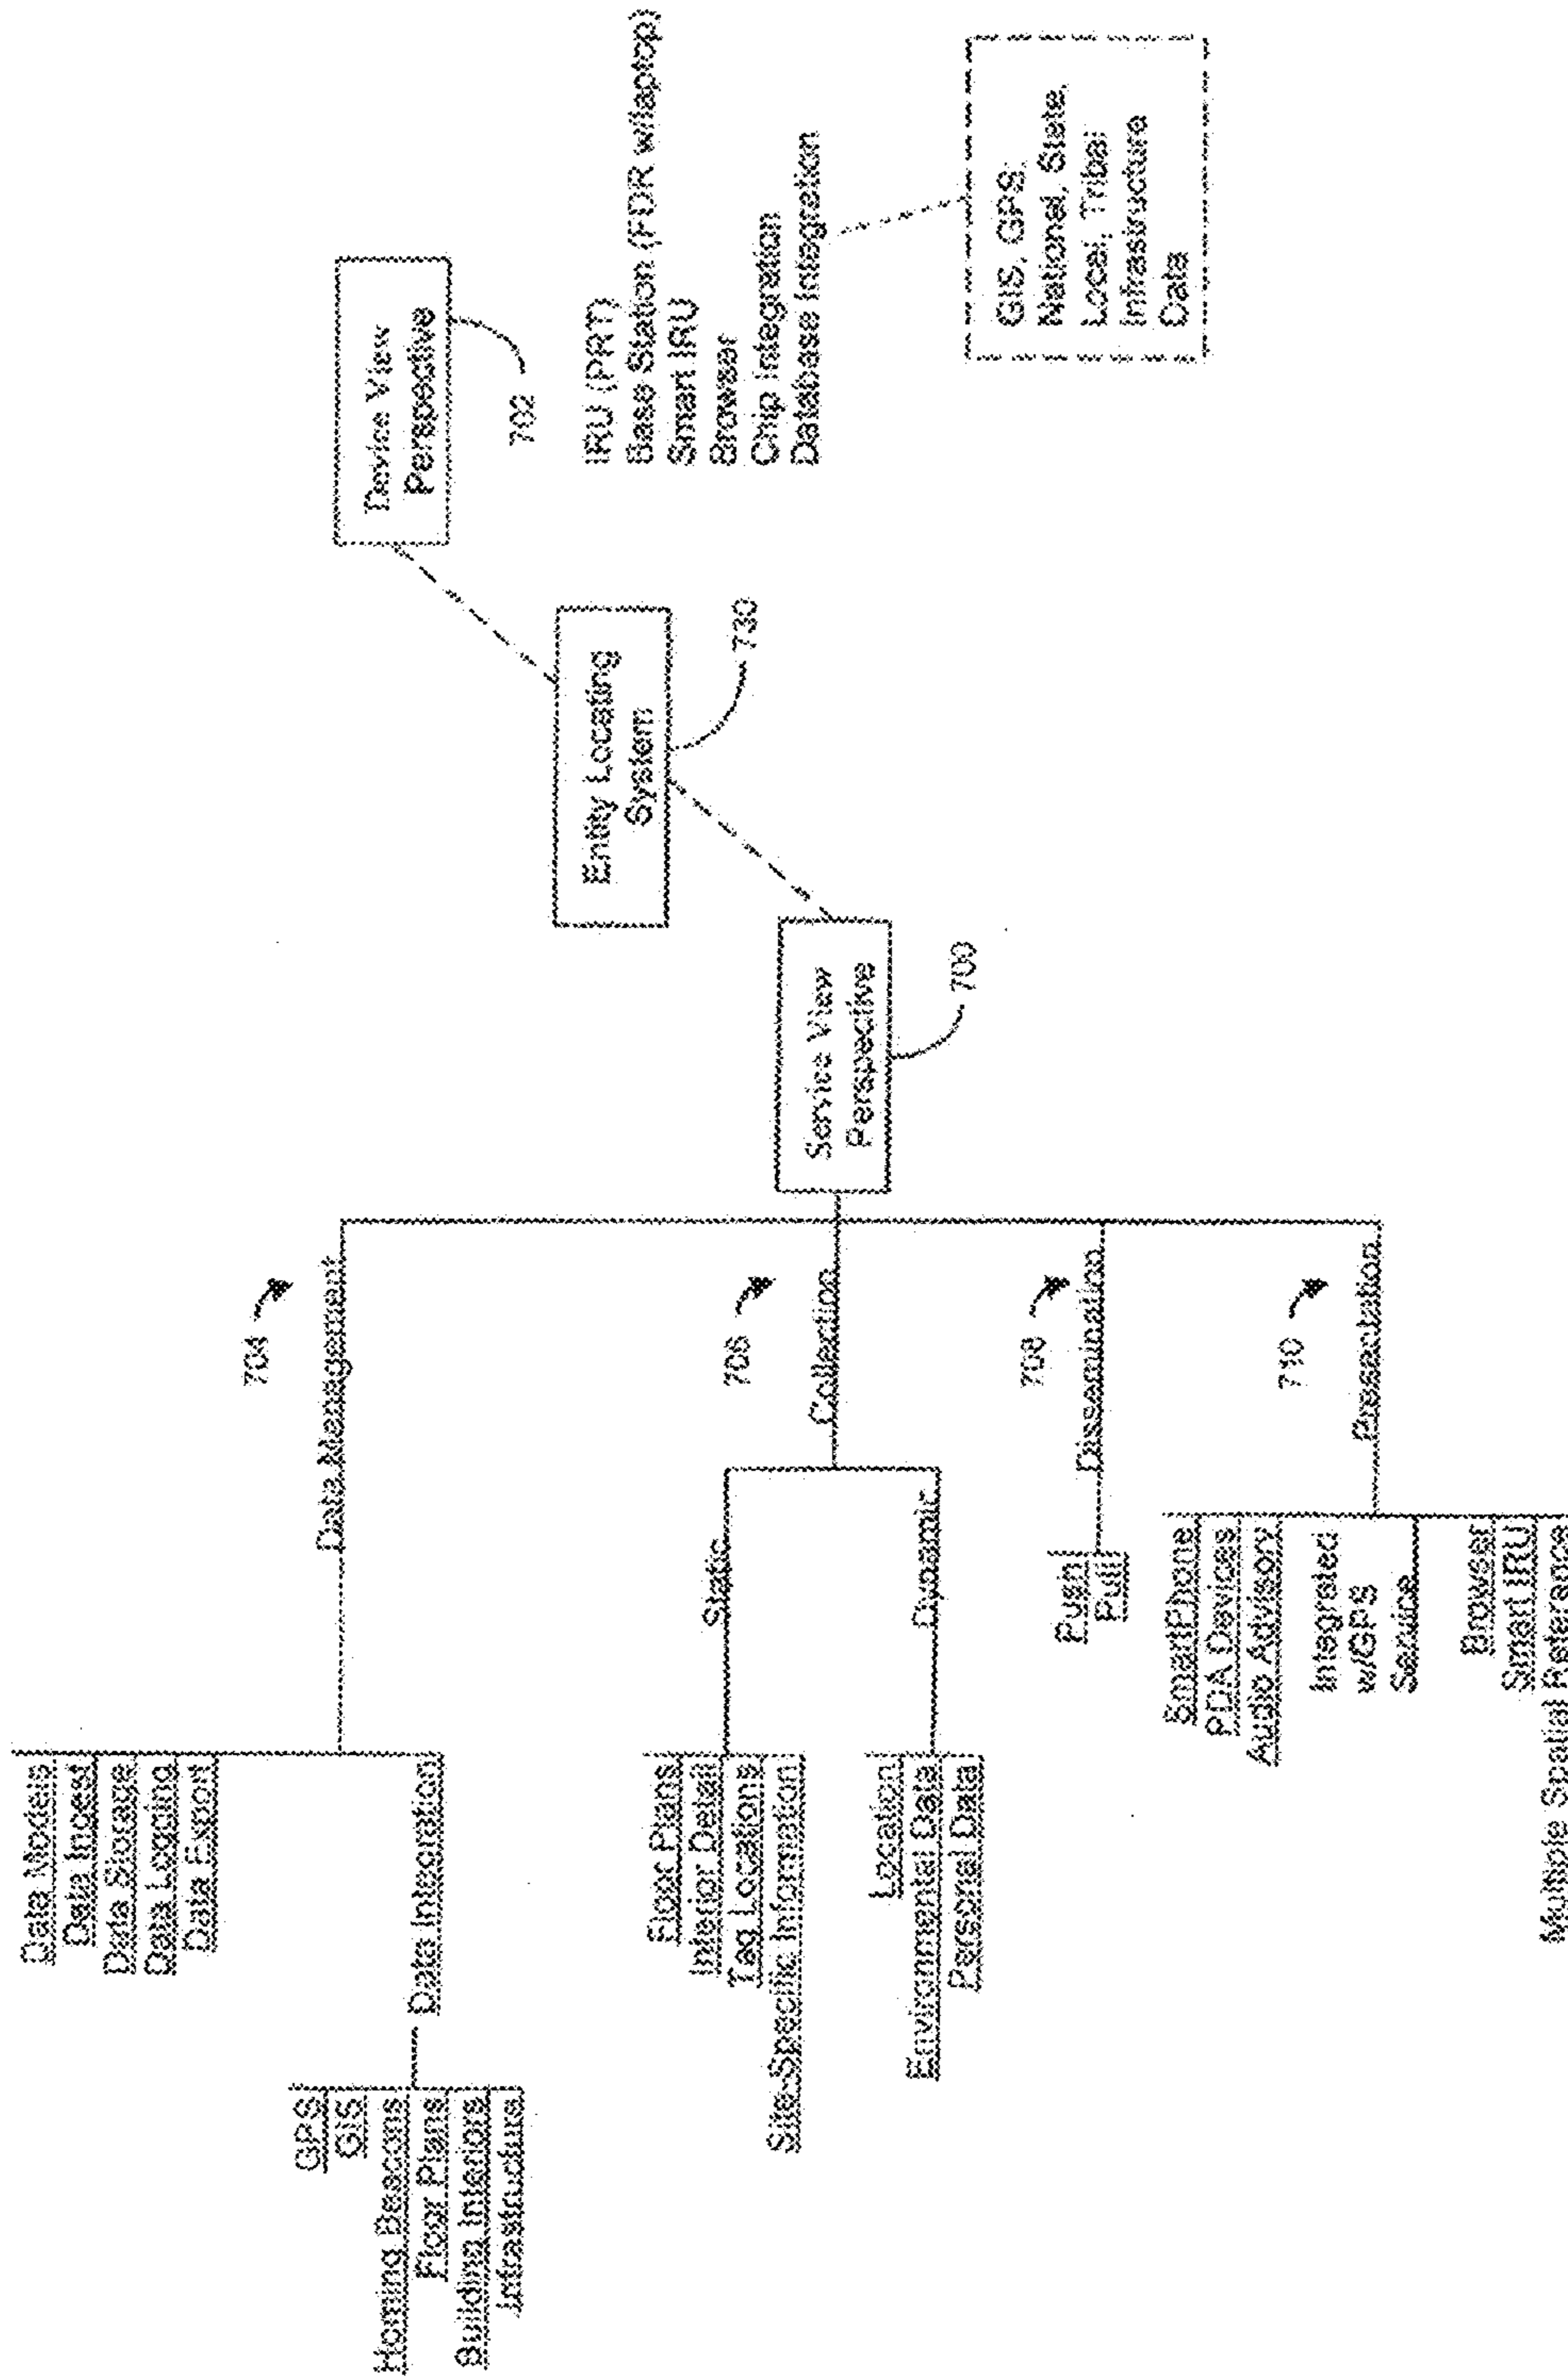 Data Models
Data Ingest
Data Storage
Data Logging
Data Export
Data Integration
GPS
GIS
Homing Beacons
Floor Plans
Building Interiors
Infrastructure
Data Management
704
Floor Plans
Interior Detail
Tag Locations
Site-Specific Information
Static
Location
Environmental Data
Personal Data
Dynamic
Collection
706
Push
Pull
Dissemination
708
SmartPhone
PDA Devices
Audio Advisory
Integrated
w/GPS
Service
Browser
Smart IRU
Multiple Spatial Reference
710
Service View
Perspective
700
Entity Locating
System
730
Device View
Perspective
702
IRU (PRT)
Base Station (FDR w/laptop)
Smart IRU
Browser
Chip Integration
Database Integration
GIS, GPS,
National, State,
Local, Tribal
Infrastructure
Data